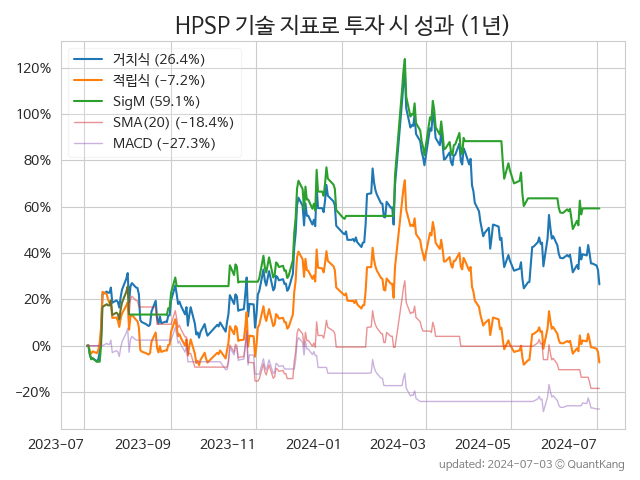 HPSP 기술 지표로 투자 시 성과 (1년)
거치식 (26.4%)
적립식 (−7.2%)
SigM (59.1%)
SMA(20) (−18.4%)
MACD (−27.3%)
120%
100%
80%
60%
40%
20%
0%
−20%
2023-07 2023-09 2023-11 2024-01 2024-03 2024-05 2024-07
updated: 2024-07-03 © QuantKang